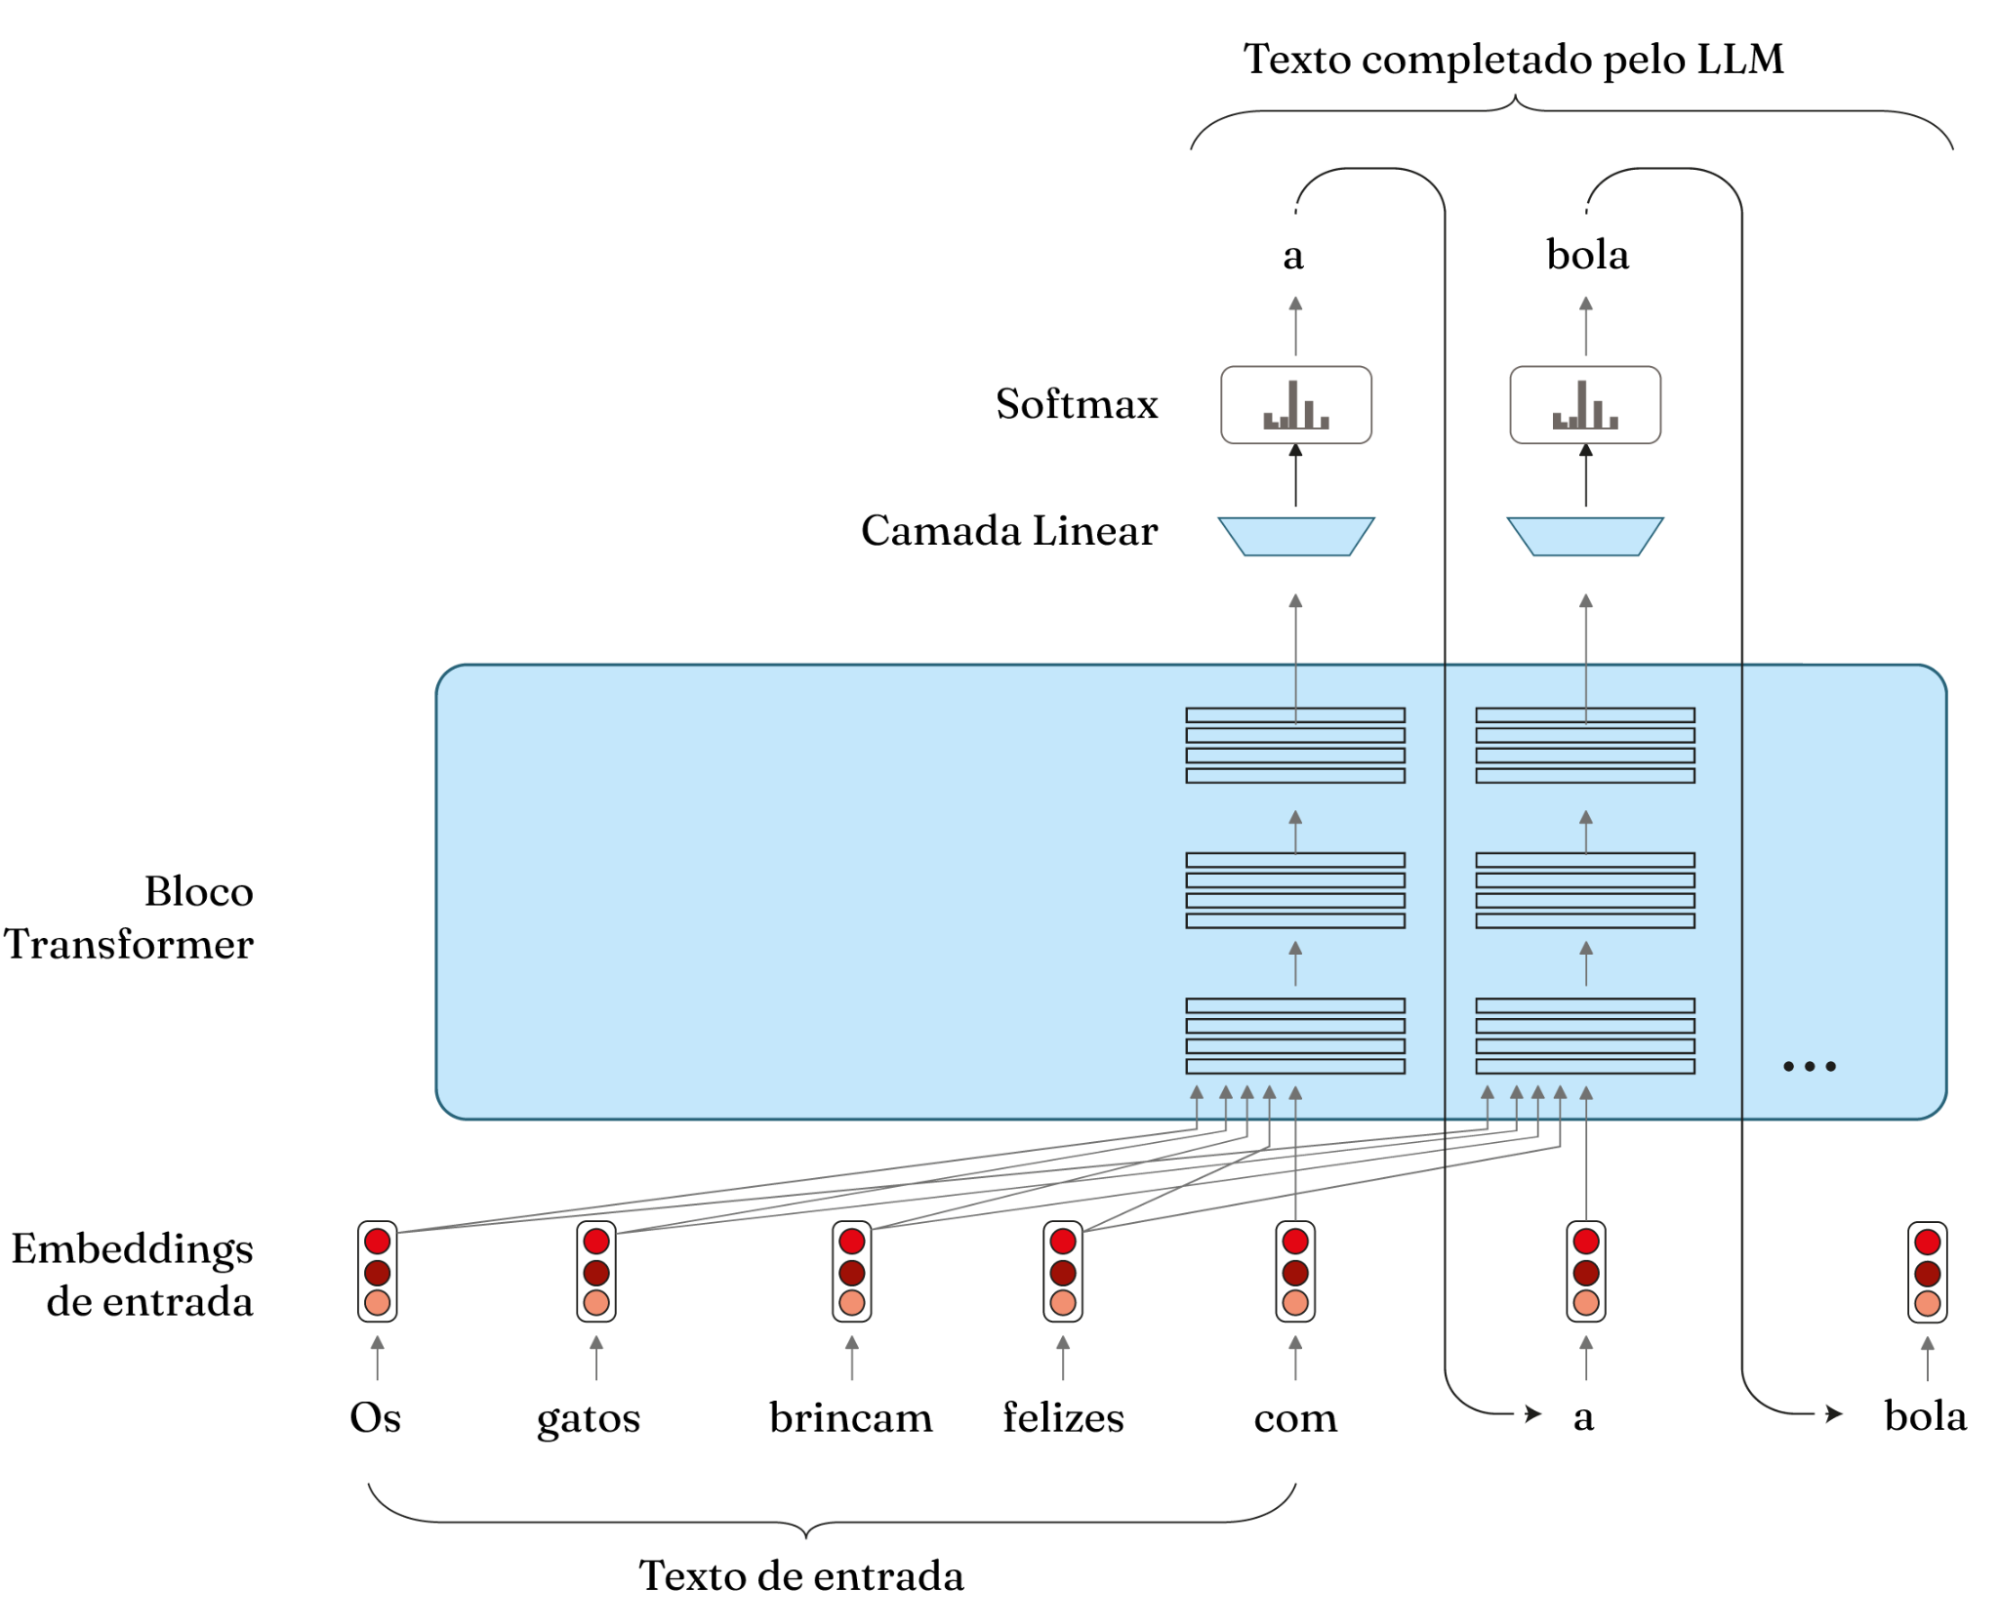 Texto completado pelo LLM
a bola
Softmax
Camada Linear
Bloco
Transformer
Embeddings
de entrada
Os gatos brincam felizes com a bola
Texto de entrada